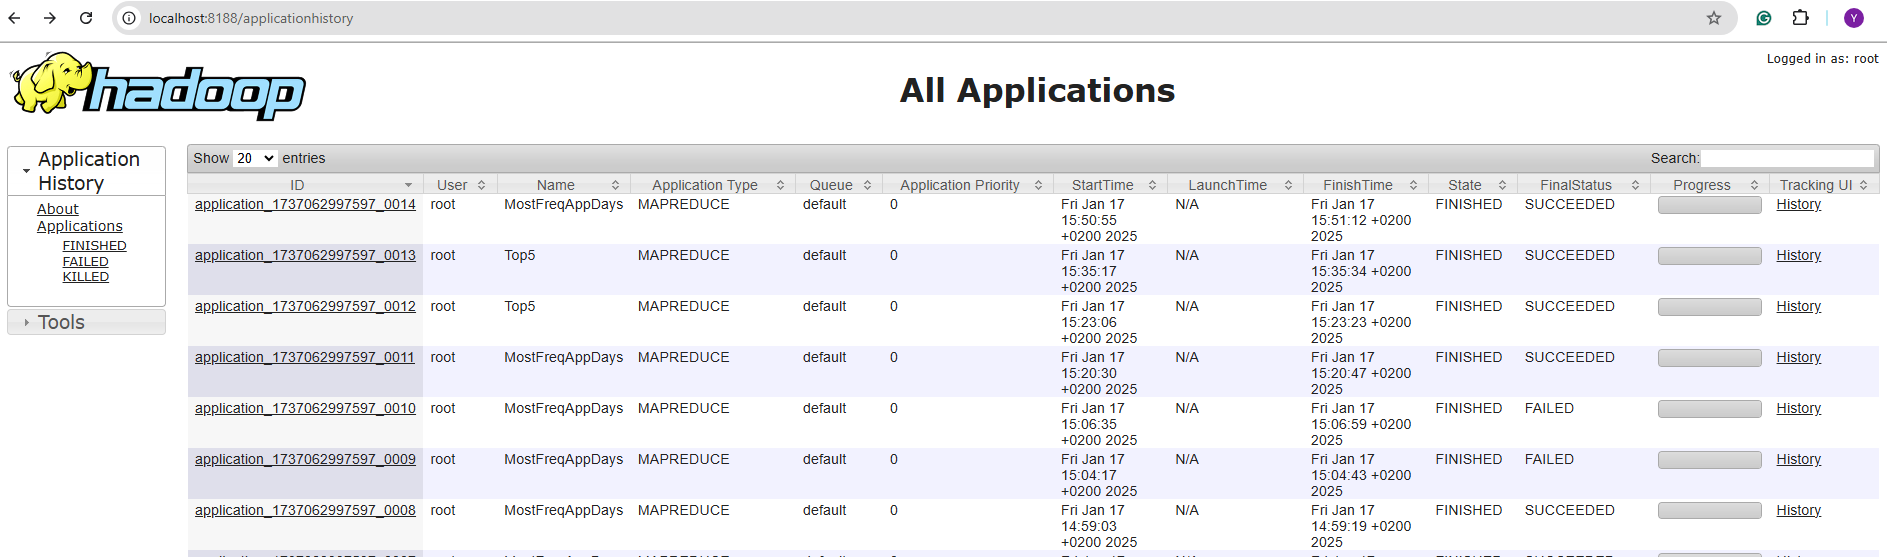 localhost:8188/applicationhistory
Y
Logged in as: root
hadoop
All Applications
Application History
About
Applications
FINISHED
FAILED
KILLED
Tools
Show 20 entries
Search:
ID User Name Application Type Queue Application Priority StartTime LaunchTime FinishTime State FinalStatus Progress Tracking UI
application_1737062997597_0014 root MostFreqAppDays MAPREDUCE default 0 Fri Jan 17 15:50:55 +0200 2025 N/A Fri Jan 17 15:51:12 +0200 2025 FINISHED SUCCEEDED History
application_1737062997597_0013 root Top5 MAPREDUCE default 0 Fri Jan 17 15:35:17 +0200 2025 N/A Fri Jan 17 15:35:34 +0200 2025 FINISHED SUCCEEDED History
application_1737062997597_0012 root Top5 MAPREDUCE default 0 Fri Jan 17 15:23:06 +0200 2025 N/A Fri Jan 17 15:23:23 +0200 2025 FINISHED SUCCEEDED History
application_1737062997597_0011 root MostFreqAppDays MAPREDUCE default 0 Fri Jan 17 15:20:30 +0200 2025 N/A Fri Jan 17 15:20:47 +0200 2025 FINISHED SUCCEEDED History
application_1737062997597_0010 root MostFreqAppDays MAPREDUCE default 0 Fri Jan 17 15:06:35 +0200 2025 N/A Fri Jan 17 15:06:59 +0200 2025 FINISHED FAILED History
application_1737062997597_0009 root MostFreqAppDays MAPREDUCE default 0 Fri Jan 17 15:04:17 +0200 2025 N/A Fri Jan 17 15:04:43 +0200 2025 FINISHED FAILED History
application_1737062997597_0008 root MostFreqAppDays MAPREDUCE default 0 Fri Jan 17 14:59:03 +0200 2025 N/A Fri Jan 17 14:59:19 +0200 2025 FINISHED SUCCEEDED History